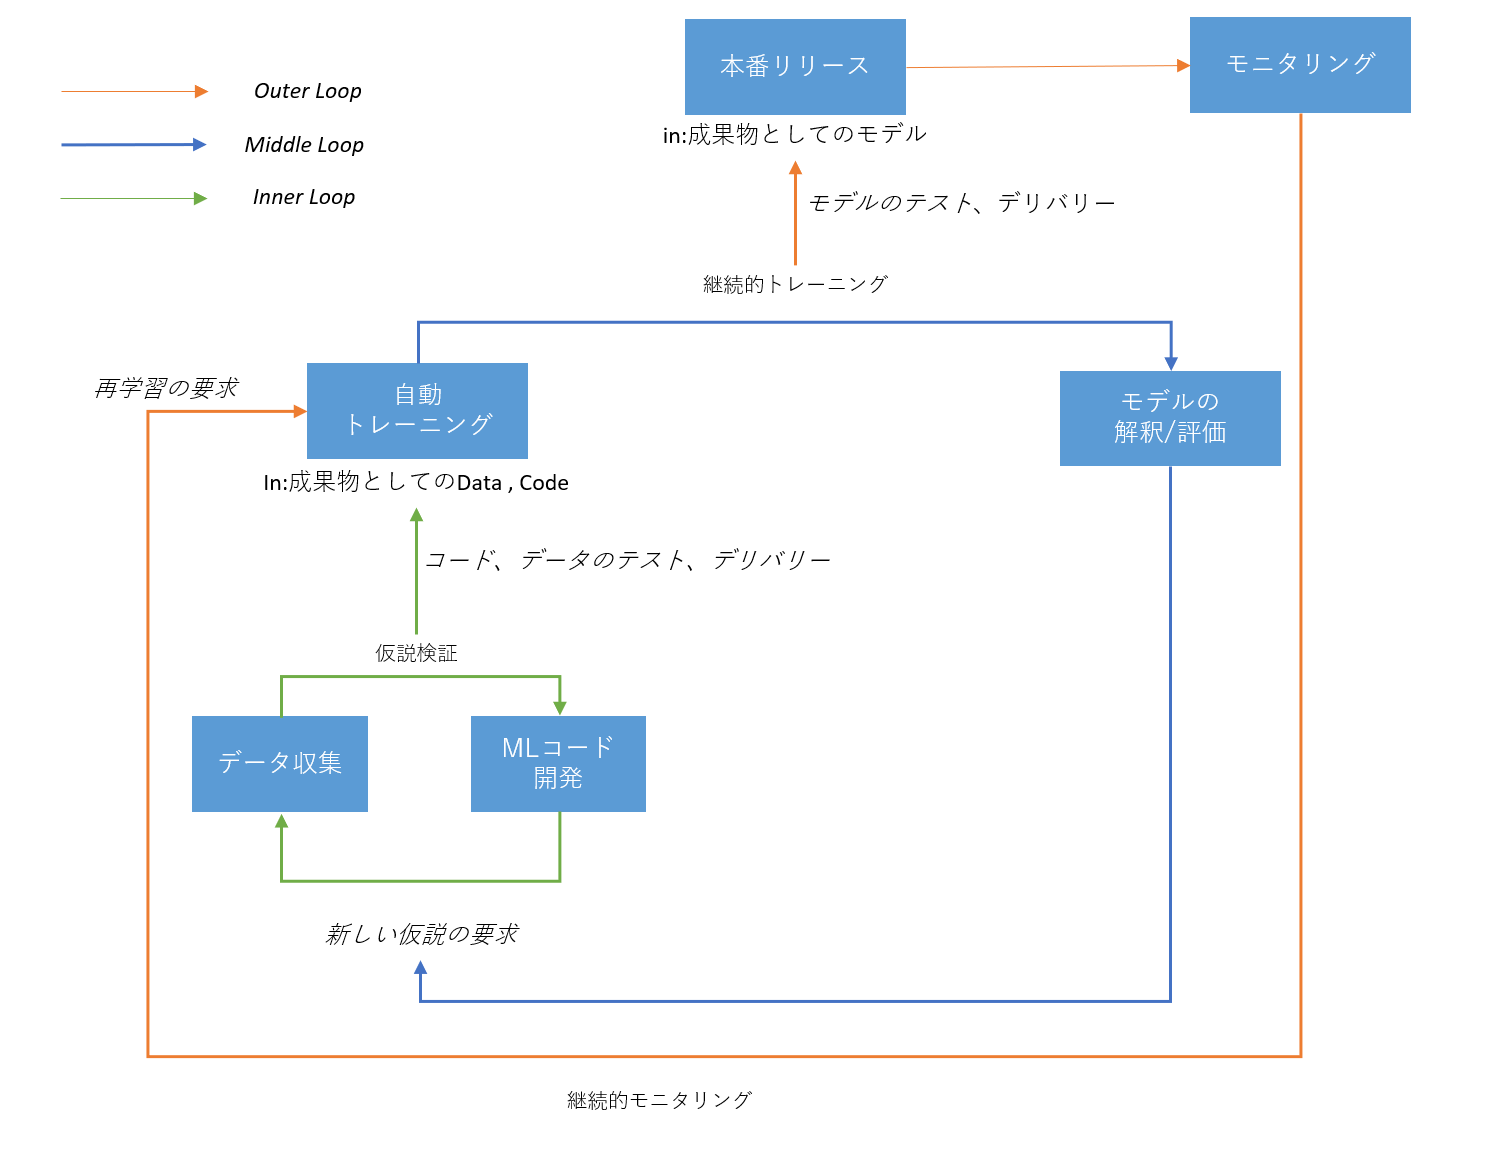 本番リリース
モニタリング
Outer Loop
Middle Loop
Inner Loop
in:成果物としてのモデル
モデルのテスト、デリバリー
継続的トレーニング
再学習の要求
自動
トレーニング
モデルの
解釈/評価
In:成果物としてのData , Code
コード、データのテスト、デリバリー
仮説検証
データ収集
MLコード
開発
新しい仮説の要求
継続的モニタリング